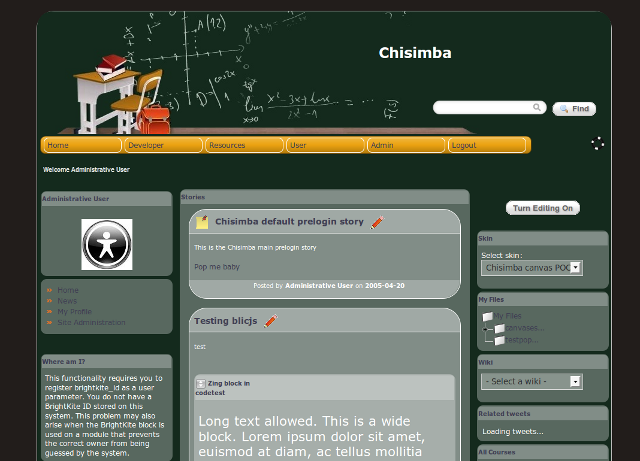 Chisimba
Find
Home
Developer
Resources
User
Admin
Logout
Welcome Administrative User
Administrative User
Home
News
My Profile
Site Administration
Where am I?
This functionality requires you to
register brightkite_id as a user
parameter. You do not have a
BrightKite ID stored on this
system. This problem may also
arise when the BrightKite block is
used on a module that prevents
the correct owner from being
guessed by the system.
Stories
Chisimba default prelogin story
This is the Chisimba main prelogin story
Pop me baby
Posted by Administrative User on 2005-04-20
Testing blicjs
test
Zing block in
codetest
Long text allowed. This is a wide
block. Lorem ipsum dolor sit amet,
euismod at diam, ac tellus mollitia
Turn Editing On
Skin
Select skin:
Chisimba canvas POC
My Files
My Files
canvases...
testpop...
Wiki
- Select a wiki -
Related tweets
Loading tweets...
All Courses